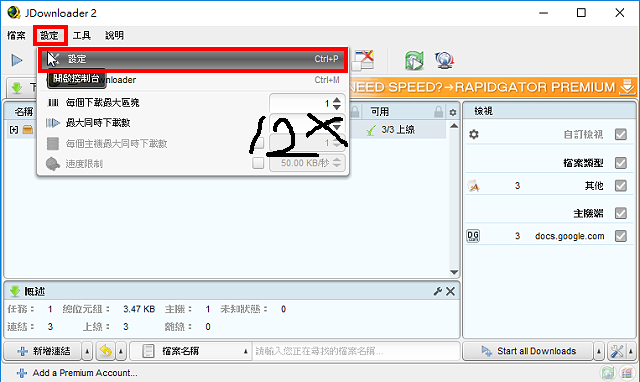 JDownloader 2
檔案 設定 工具 說明
設定 Ctrl+P
開啟控制台
ownloader Ctrl+M
NEED SPEED?→RAPIDGATOR PREMIUM
每個下載最大區塊 1
最大同時下載數
每個主機最大同時下載數 1
速度限制 50.00 KB/秒
12x
名稱 可用
3/3 上線
檢視
自訂檢視
檔案類型
3 其他
主機端
3 docs.google.com
概述
任務: 1 總位元組: 3.47 KB 主機: 1 未知狀態: 0
連結: 3 上線: 3 離線: 0
新增連結 檔案名稱 請輸入您正在尋找的檔案名稱... Start all Downloads
Add a Premium Account...